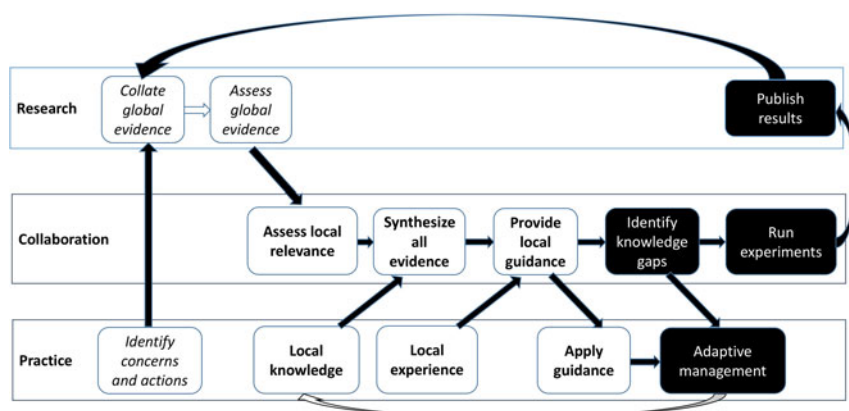 Research
Collate
global
evidence
Assess
global
evidence
Publish
results
Collaboration
Assess local
relevance
Synthesize
all
evidence
Provide
local
guidance
Identify
knowledge
gaps
Run
experiments
Practice
Identify
concerns
and actions
Local
knowledge
Local
experience
Apply
guidance
Adaptive
management